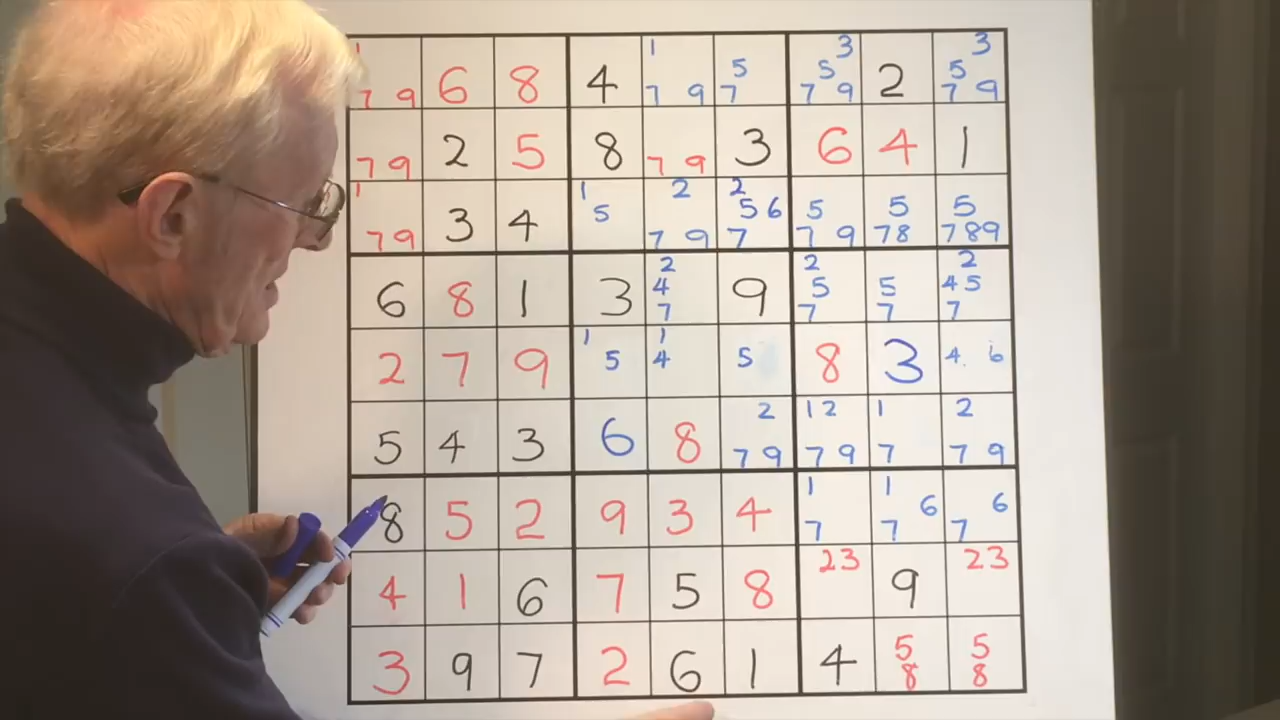 1 7 9 6 8 4 1 7 9 5 7 3 5 7 9 2 3 5 7 9
7 9 2 5 8 7 9 3 6 4 1
1 7 9 3 4 1 5 2 7 9 2 5 6 7 5 7 9 5 7 8 5 7 8 9
6 8 1 3 2 4 7 9 2 5 7 5 7 2 4 5 7
2 7 9 1 5 1 4 5 8 3 4 6
5 4 3 6 8 2 7 9 1 2 7 9 1 7 2 7 9
8 5 2 9 3 4 1 7 1 6 7 6 7
4 1 6 7 5 8 2 3 9 2 3
3 9 7 2 6 1 4 5 8 5 8